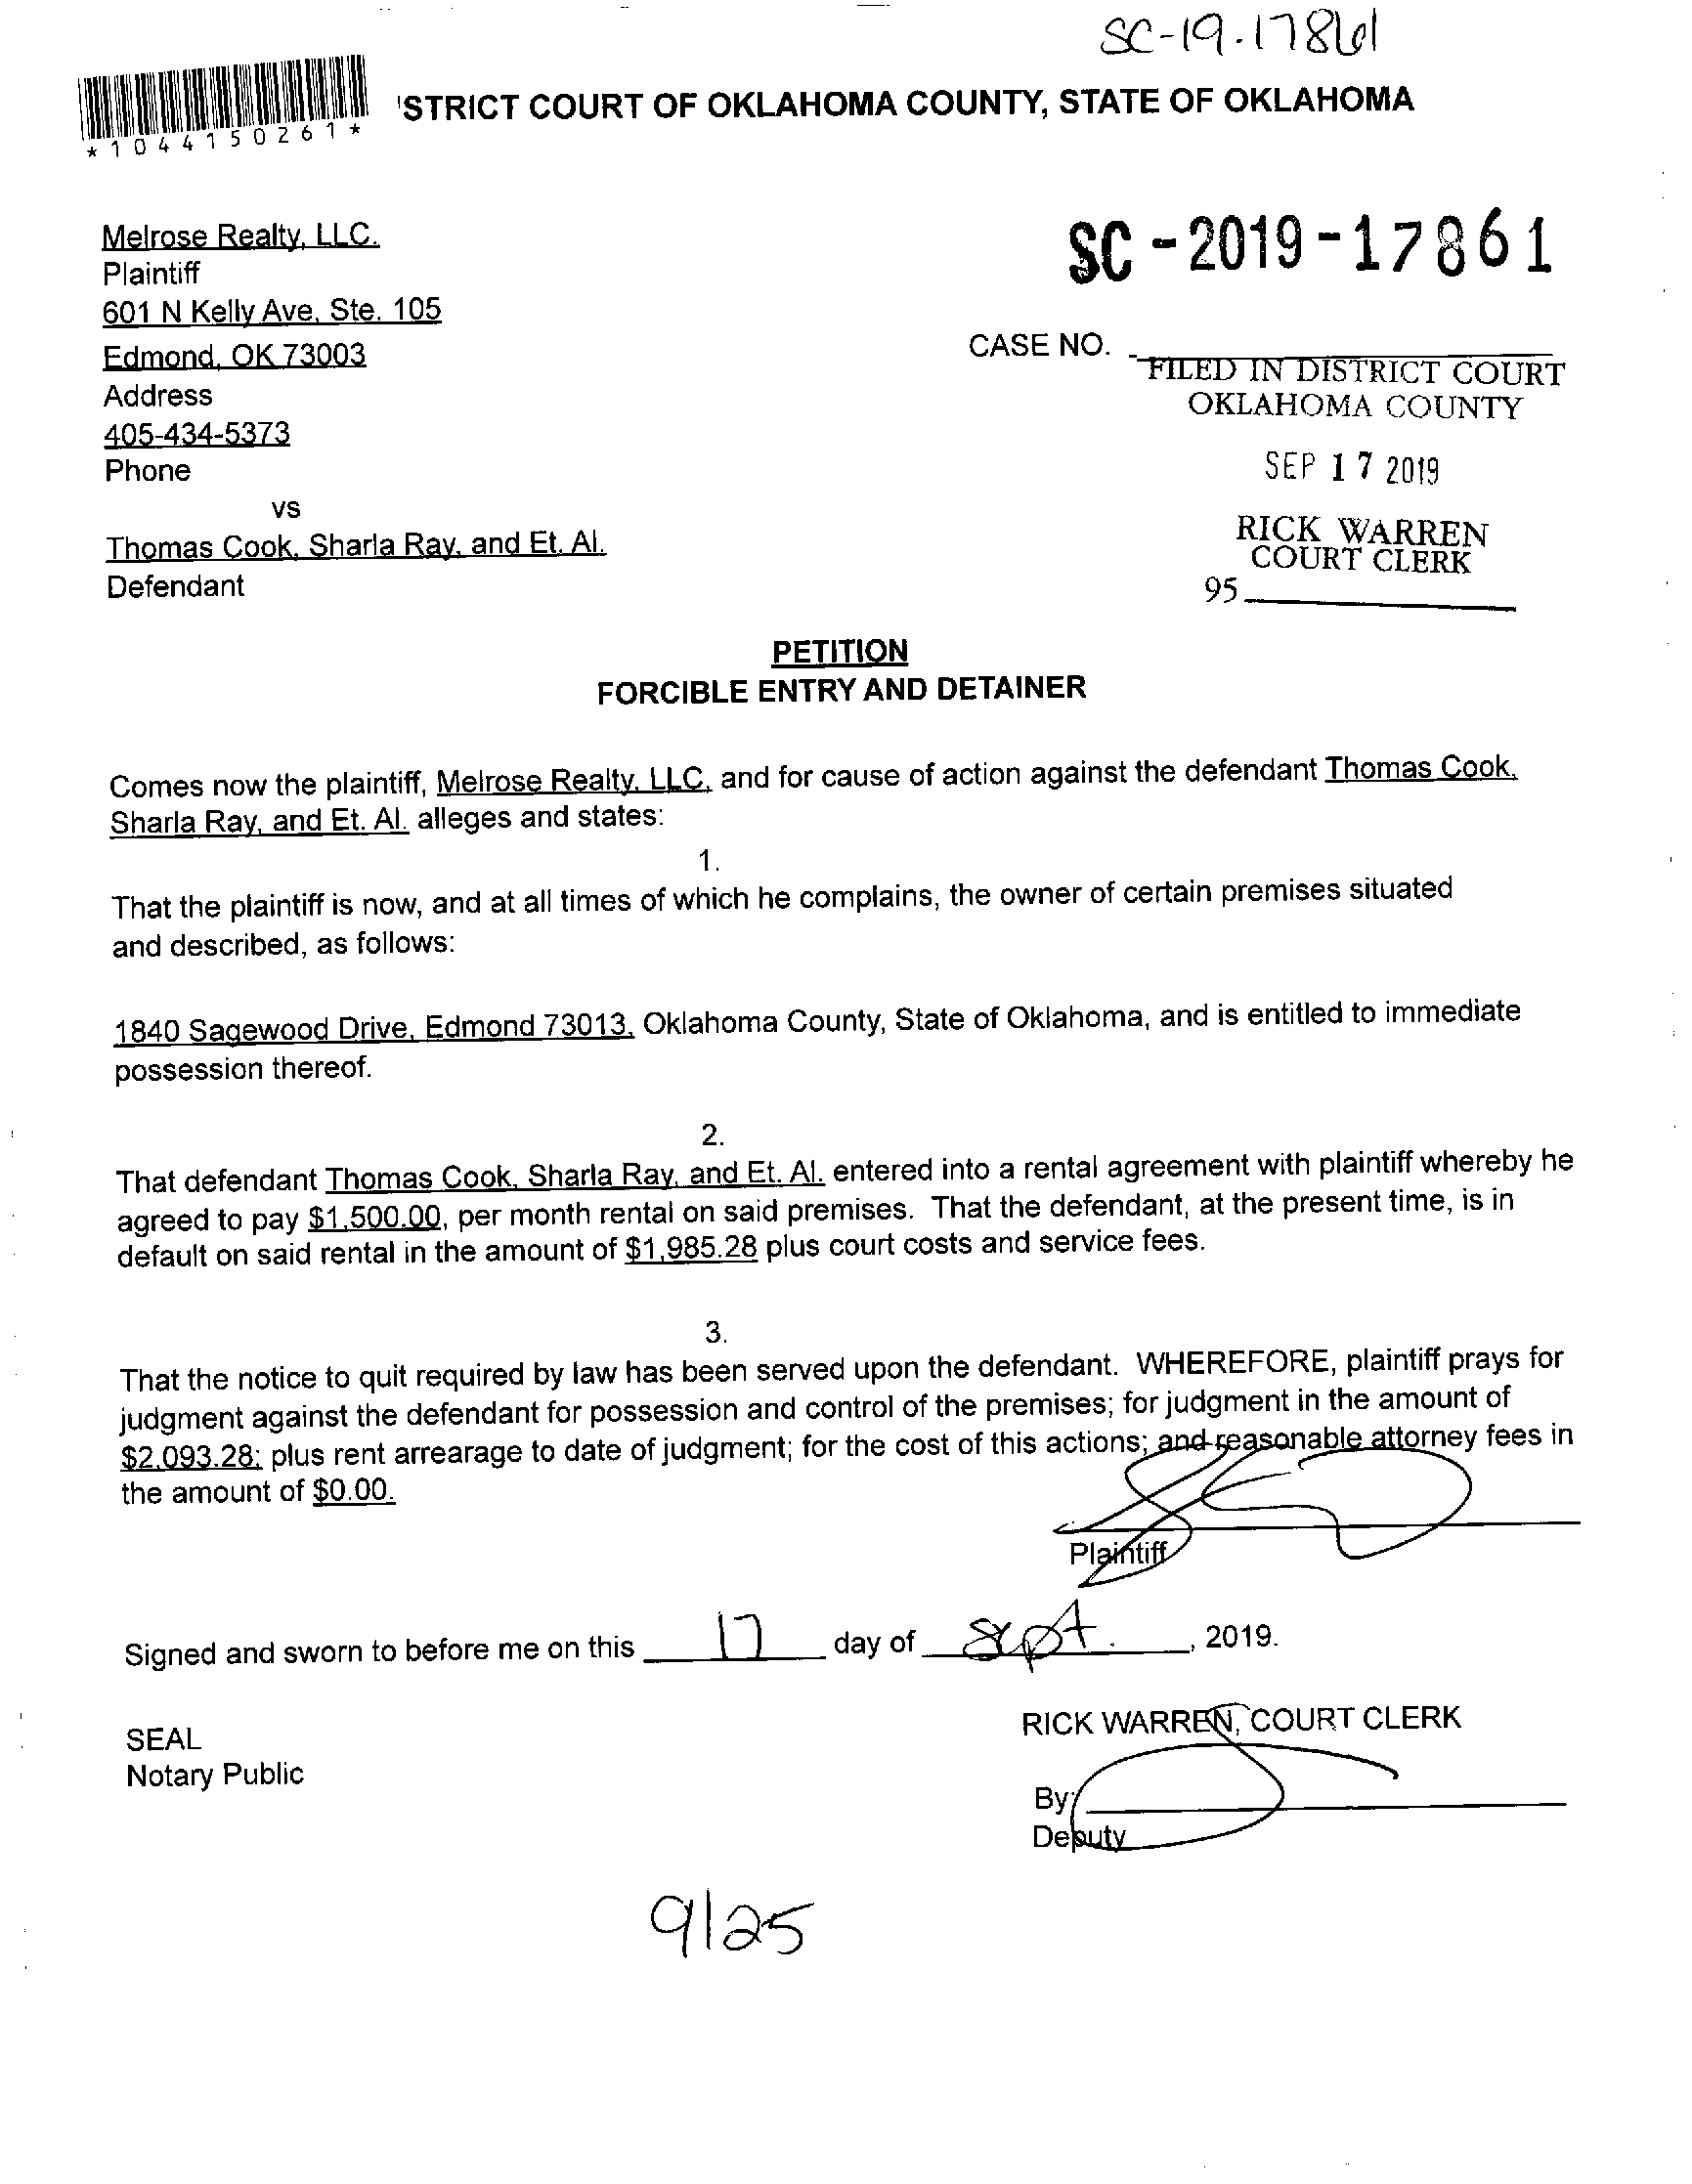 SC-19-17861
'STRICT COURT OF OKLAHOMA COUNTY, STATE OF OKLAHOMA
*1044150261*
Melrose Realty, LLC.
Plaintiff
601 N Kelly Ave, Ste. 105
Edmond, OK 73003
Address
405-434-5373
Phone
vs
Thomas Cook, Sharla Ray, and Et. Al.
Defendant
SC-2019-17861
CASE NO.
FILED IN DISTRICT COURT
OKLAHOMA COUNTY
SEP 17 2019
RICK WARREN
COURT CLERK
95
PETITION
FORCIBLE ENTRY AND DETAINER
Comes now the plaintiff, Melrose Realty, LLC, and for cause of action against the defendant Thomas Cook,
Sharla Ray, and Et. Al. alleges and states:
1.
That the plaintiff is now, and at all times of which he complains, the owner of certain premises situated
and described, as follows:
1840 Sagewood Drive, Edmond 73013, Oklahoma County, State of Oklahoma, and is entitled to immediate
possession thereof.
2.
That defendant Thomas Cook, Sharla Ray, and Et. Al. entered into a rental agreement with plaintiff whereby he
agreed to pay $1,500.00, per month rental on said premises. That the defendant, at the present time, is in
default on said rental in the amount of $1,985.28 plus court costs and service fees.
3.
That the notice to quit required by law has been served upon the defendant. WHEREFORE, plaintiff prays for
judgment against the defendant for possession and control of the premises; for judgment in the amount of
$2,093.28; plus rent arrearage to date of judgment; for the cost of this actions; and reasonable attorney fees in
the amount of $0.00.
Plaintiff
Signed and sworn to before me on this 17 day of Sept. , 2019.
SEAL
Notary Public
RICK WARREN, COURT CLERK
By:
Deputy
9/25